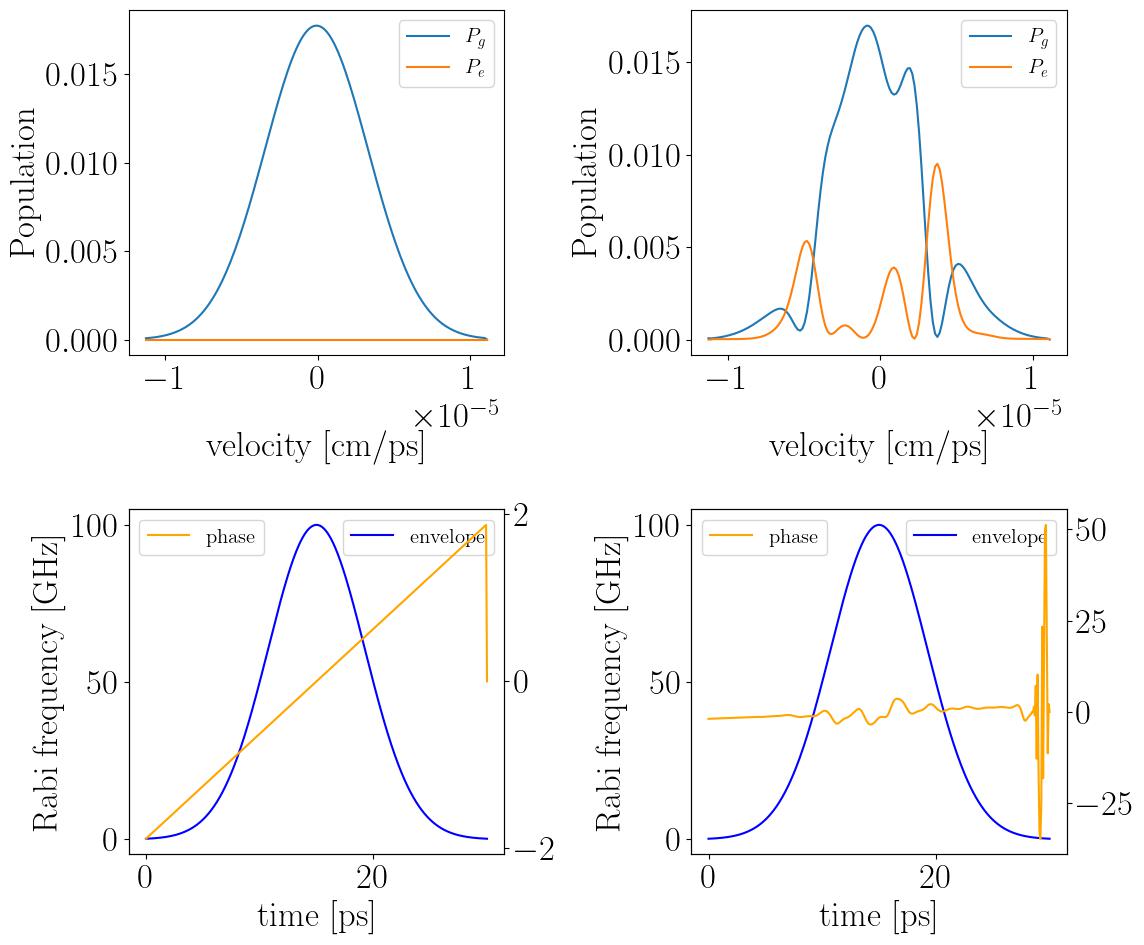 Population
0.015
0.010
0.005
0.000
P_g
P_e
−1
0
1
×10⁻⁵
velocity [cm/ps]
Population
0.015
0.010
0.005
0.000
P_g
P_e
−1
0
1
×10⁻⁵
velocity [cm/ps]
Rabi frequency [GHz]
100
50
0
phase
envelope
2
0
−2
0
20
time [ps]
Rabi frequency [GHz]
100
50
0
phase
envelope
50
25
0
−25
0
20
time [ps]